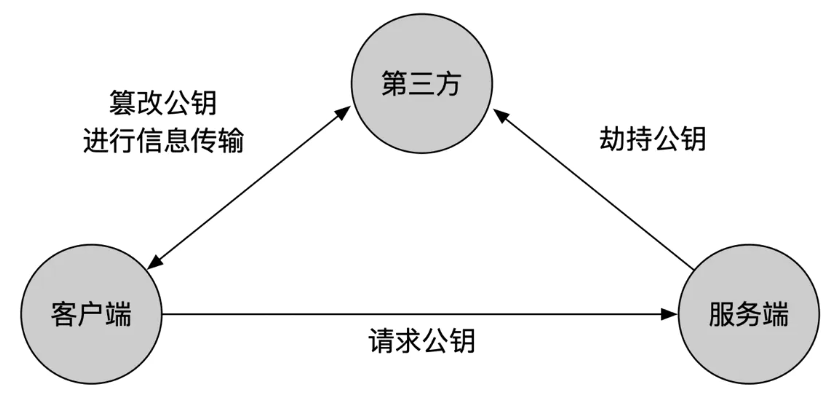 第三方
篡改公钥
进行信息传输
劫持公钥
客户端
服务端
请求公钥